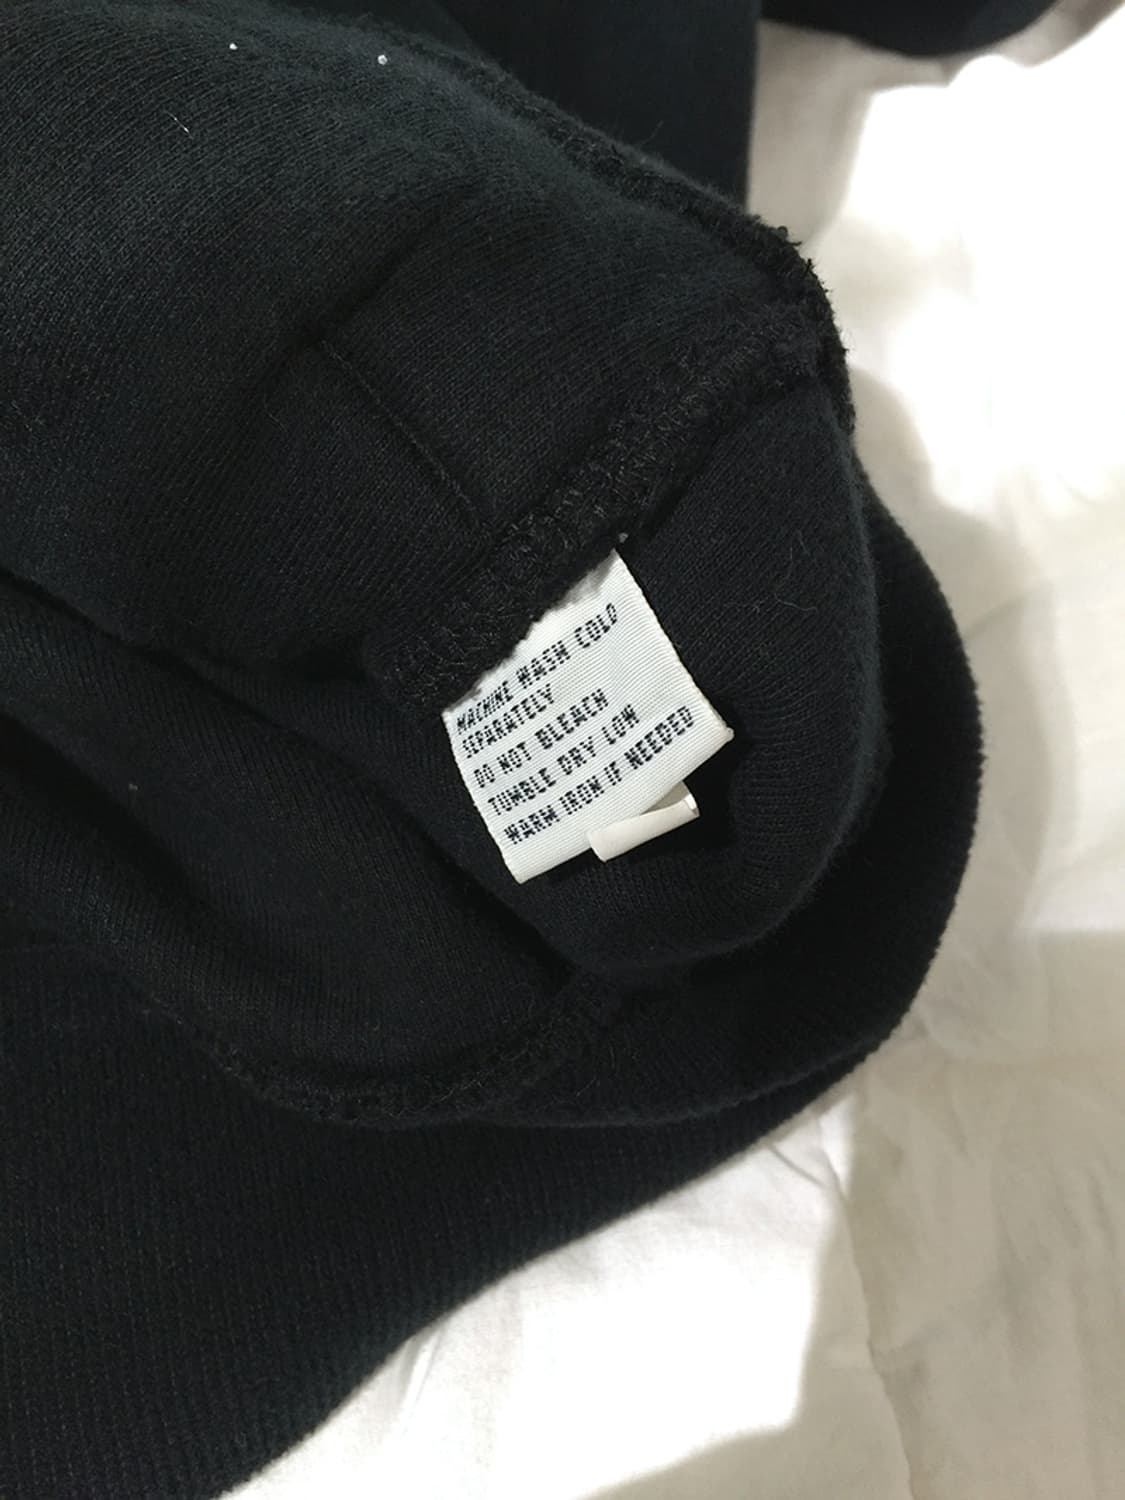 MACHINE WASH COLD
SEPARATELY
DO NOT BLEACH
TUMBLE DRY LOW
WARM IRON IF NEEDED